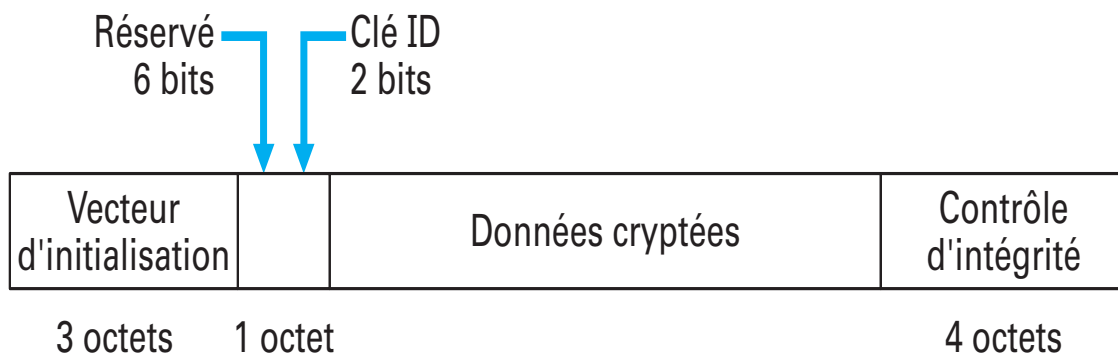 Réservé
6 bits
Clé ID
2 bits
Vecteur
d'initialisation
Données cryptées
Contrôle
d'intégrité
3 octets
1 octet
4 octets